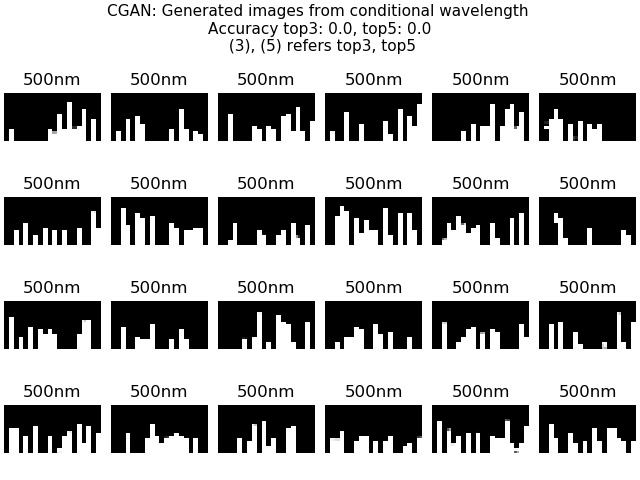 CGAN: Generated images from conditional wavelength
Accuracy top3: 0.0, top5: 0.0
(3), (5) refers top3, top5
500nm 500nm 500nm 500nm 500nm 500nm
500nm 500nm 500nm 500nm 500nm 500nm
500nm 500nm 500nm 500nm 500nm 500nm
500nm 500nm 500nm 500nm 500nm 500nm